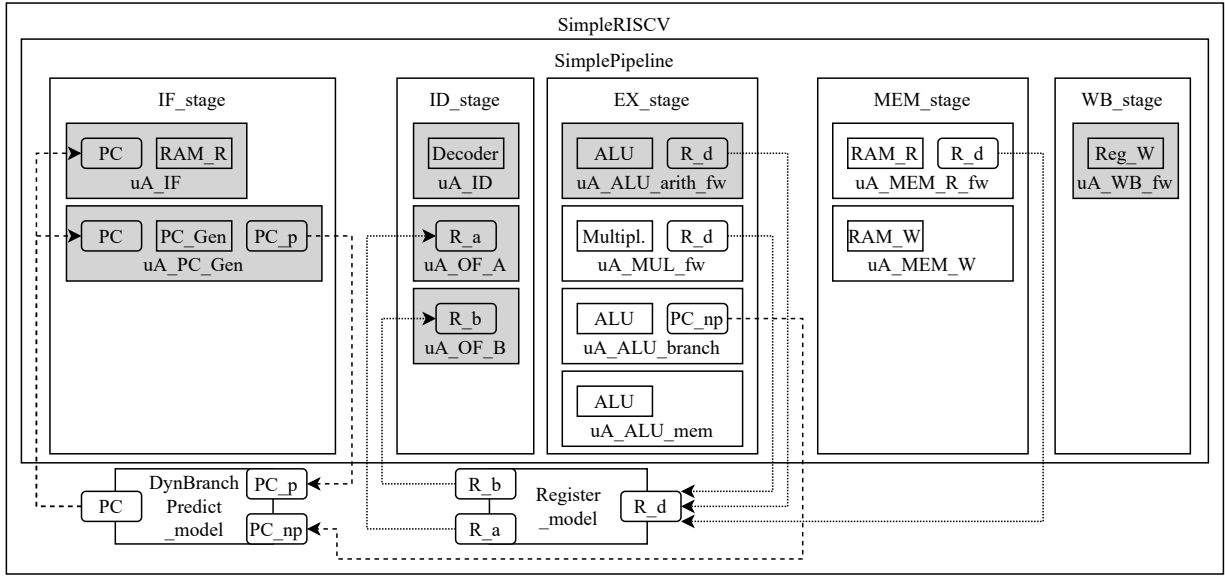 SimpleRISCV
SimplePipeline
IF_stage
PC
RAM_R
uA_IF
PC
PC_Gen
PC_p
uA_PC_Gen
ID_stage
Decoder
uA_ID
R_a
uA_OF_A
R_b
uA_OF_B
EX_stage
ALU
R_d
uA_ALU_arith_fw
Multipl.
R_d
uA_MUL_fw
ALU
PC_np
uA_ALU_branch
ALU
uA_ALU_mem
MEM_stage
RAM_R
R_d
uA_MEM_R_fw
RAM_W
uA_MEM_W
WB_stage
Reg_W
uA_WB_fw
PC
DynBranch
Predict
_model
PC_p
PC_np
R_b
R_a
Register
_model
R_d